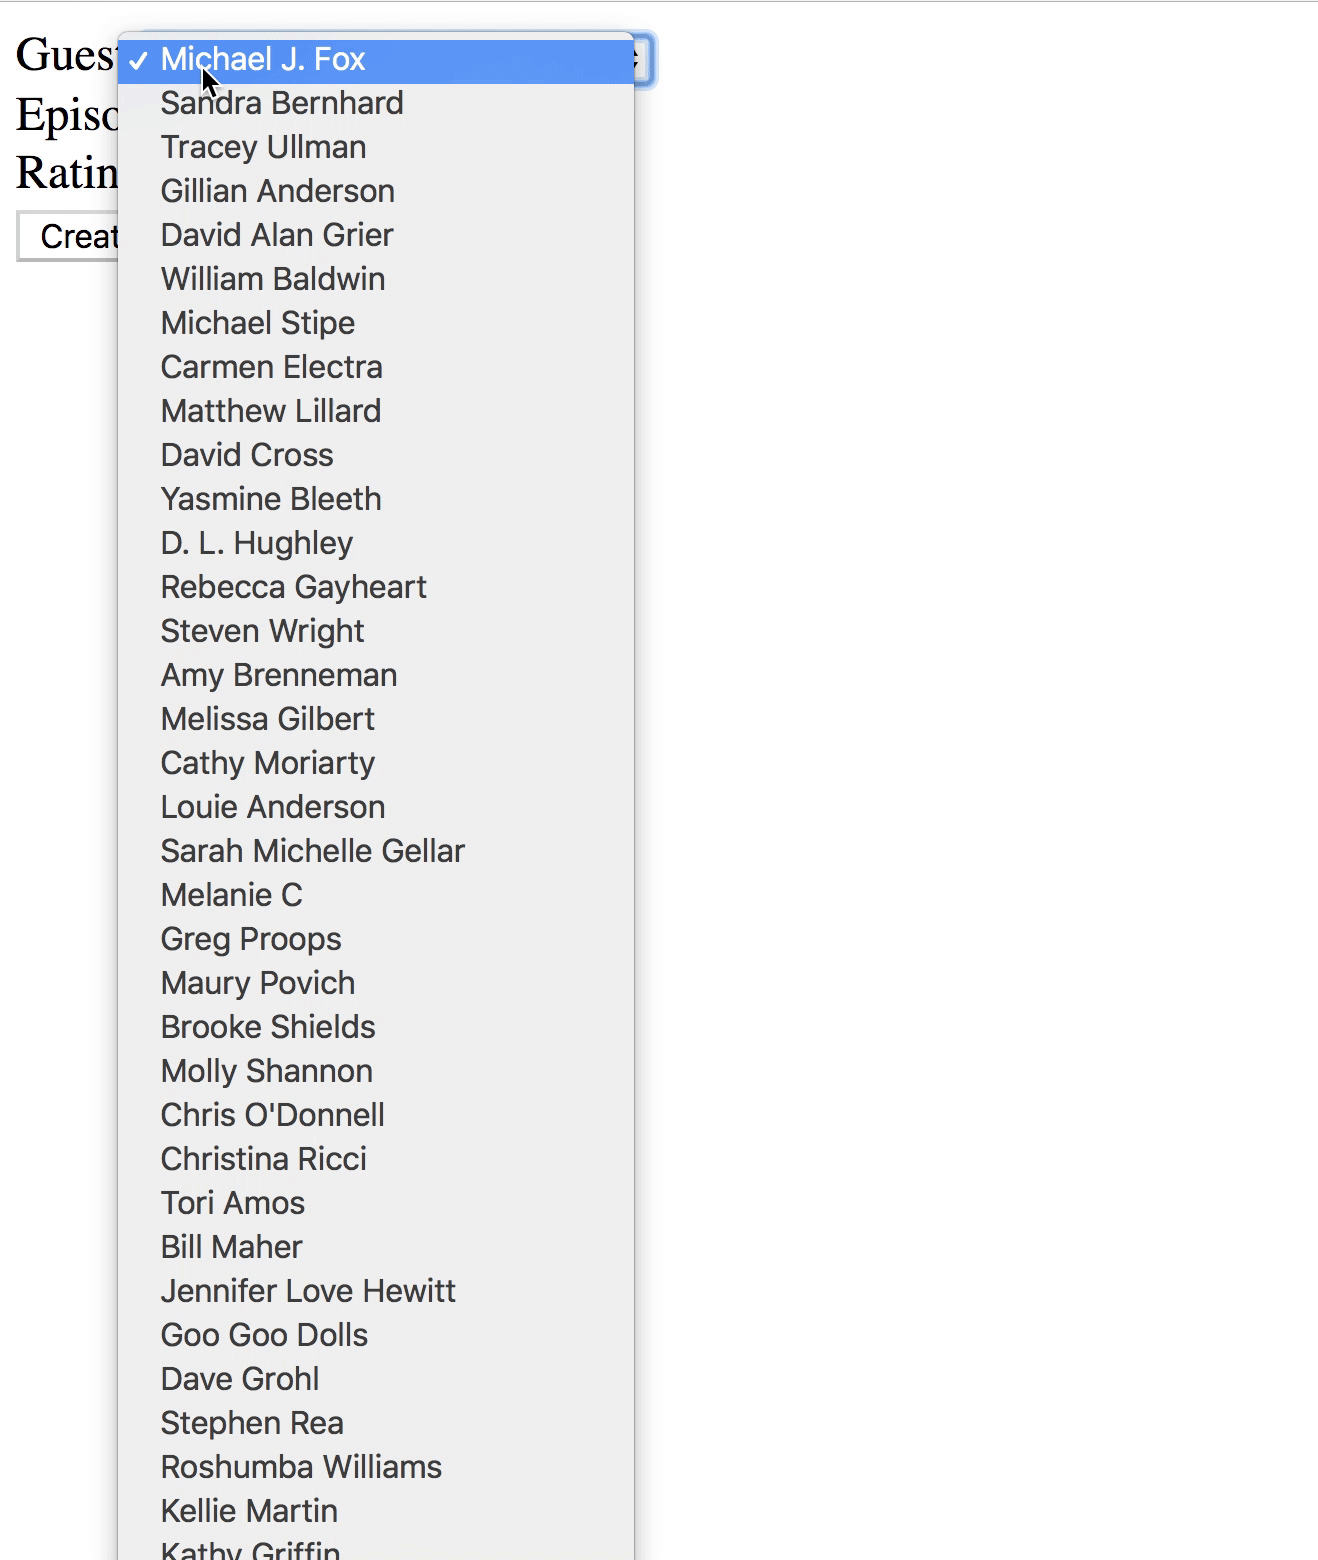 Guest
✓ Michael J. Fox
Sandra Bernhard
Episo
Tracey Ullman
Ratin
Gillian Anderson
Creat
David Alan Grier
William Baldwin
Michael Stipe
Carmen Electra
Matthew Lillard
David Cross
Yasmine Bleeth
D. L. Hughley
Rebecca Gayheart
Steven Wright
Amy Brenneman
Melissa Gilbert
Cathy Moriarty
Louie Anderson
Sarah Michelle Gellar
Melanie C
Greg Proops
Maury Povich
Brooke Shields
Molly Shannon
Chris O'Donnell
Christina Ricci
Tori Amos
Bill Maher
Jennifer Love Hewitt
Goo Goo Dolls
Dave Grohl
Stephen Rea
Roshumba Williams
Kellie Martin
Kathy Griffin